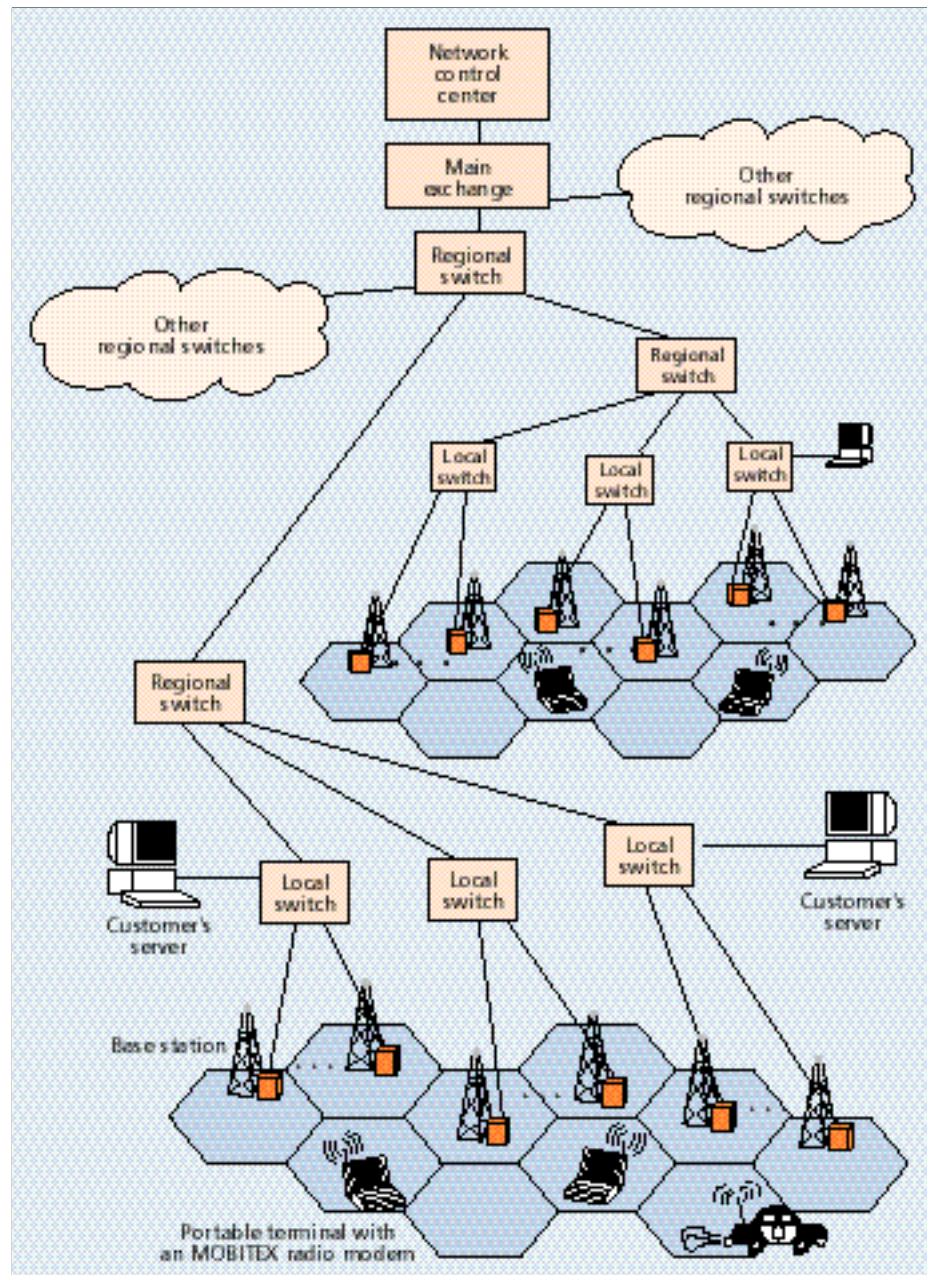 Network
control
center
Main
exchange
Other
regional switches
Regional
switch
Other
regional switches
Regional
switch
Local
switch
Local
switch
Local
switch
Regional
switch
Local
switch
Customer's
server
Local
switch
Local
switch
Customer's
server
Base station
Portable terminal with
an MOBITEX radio modem